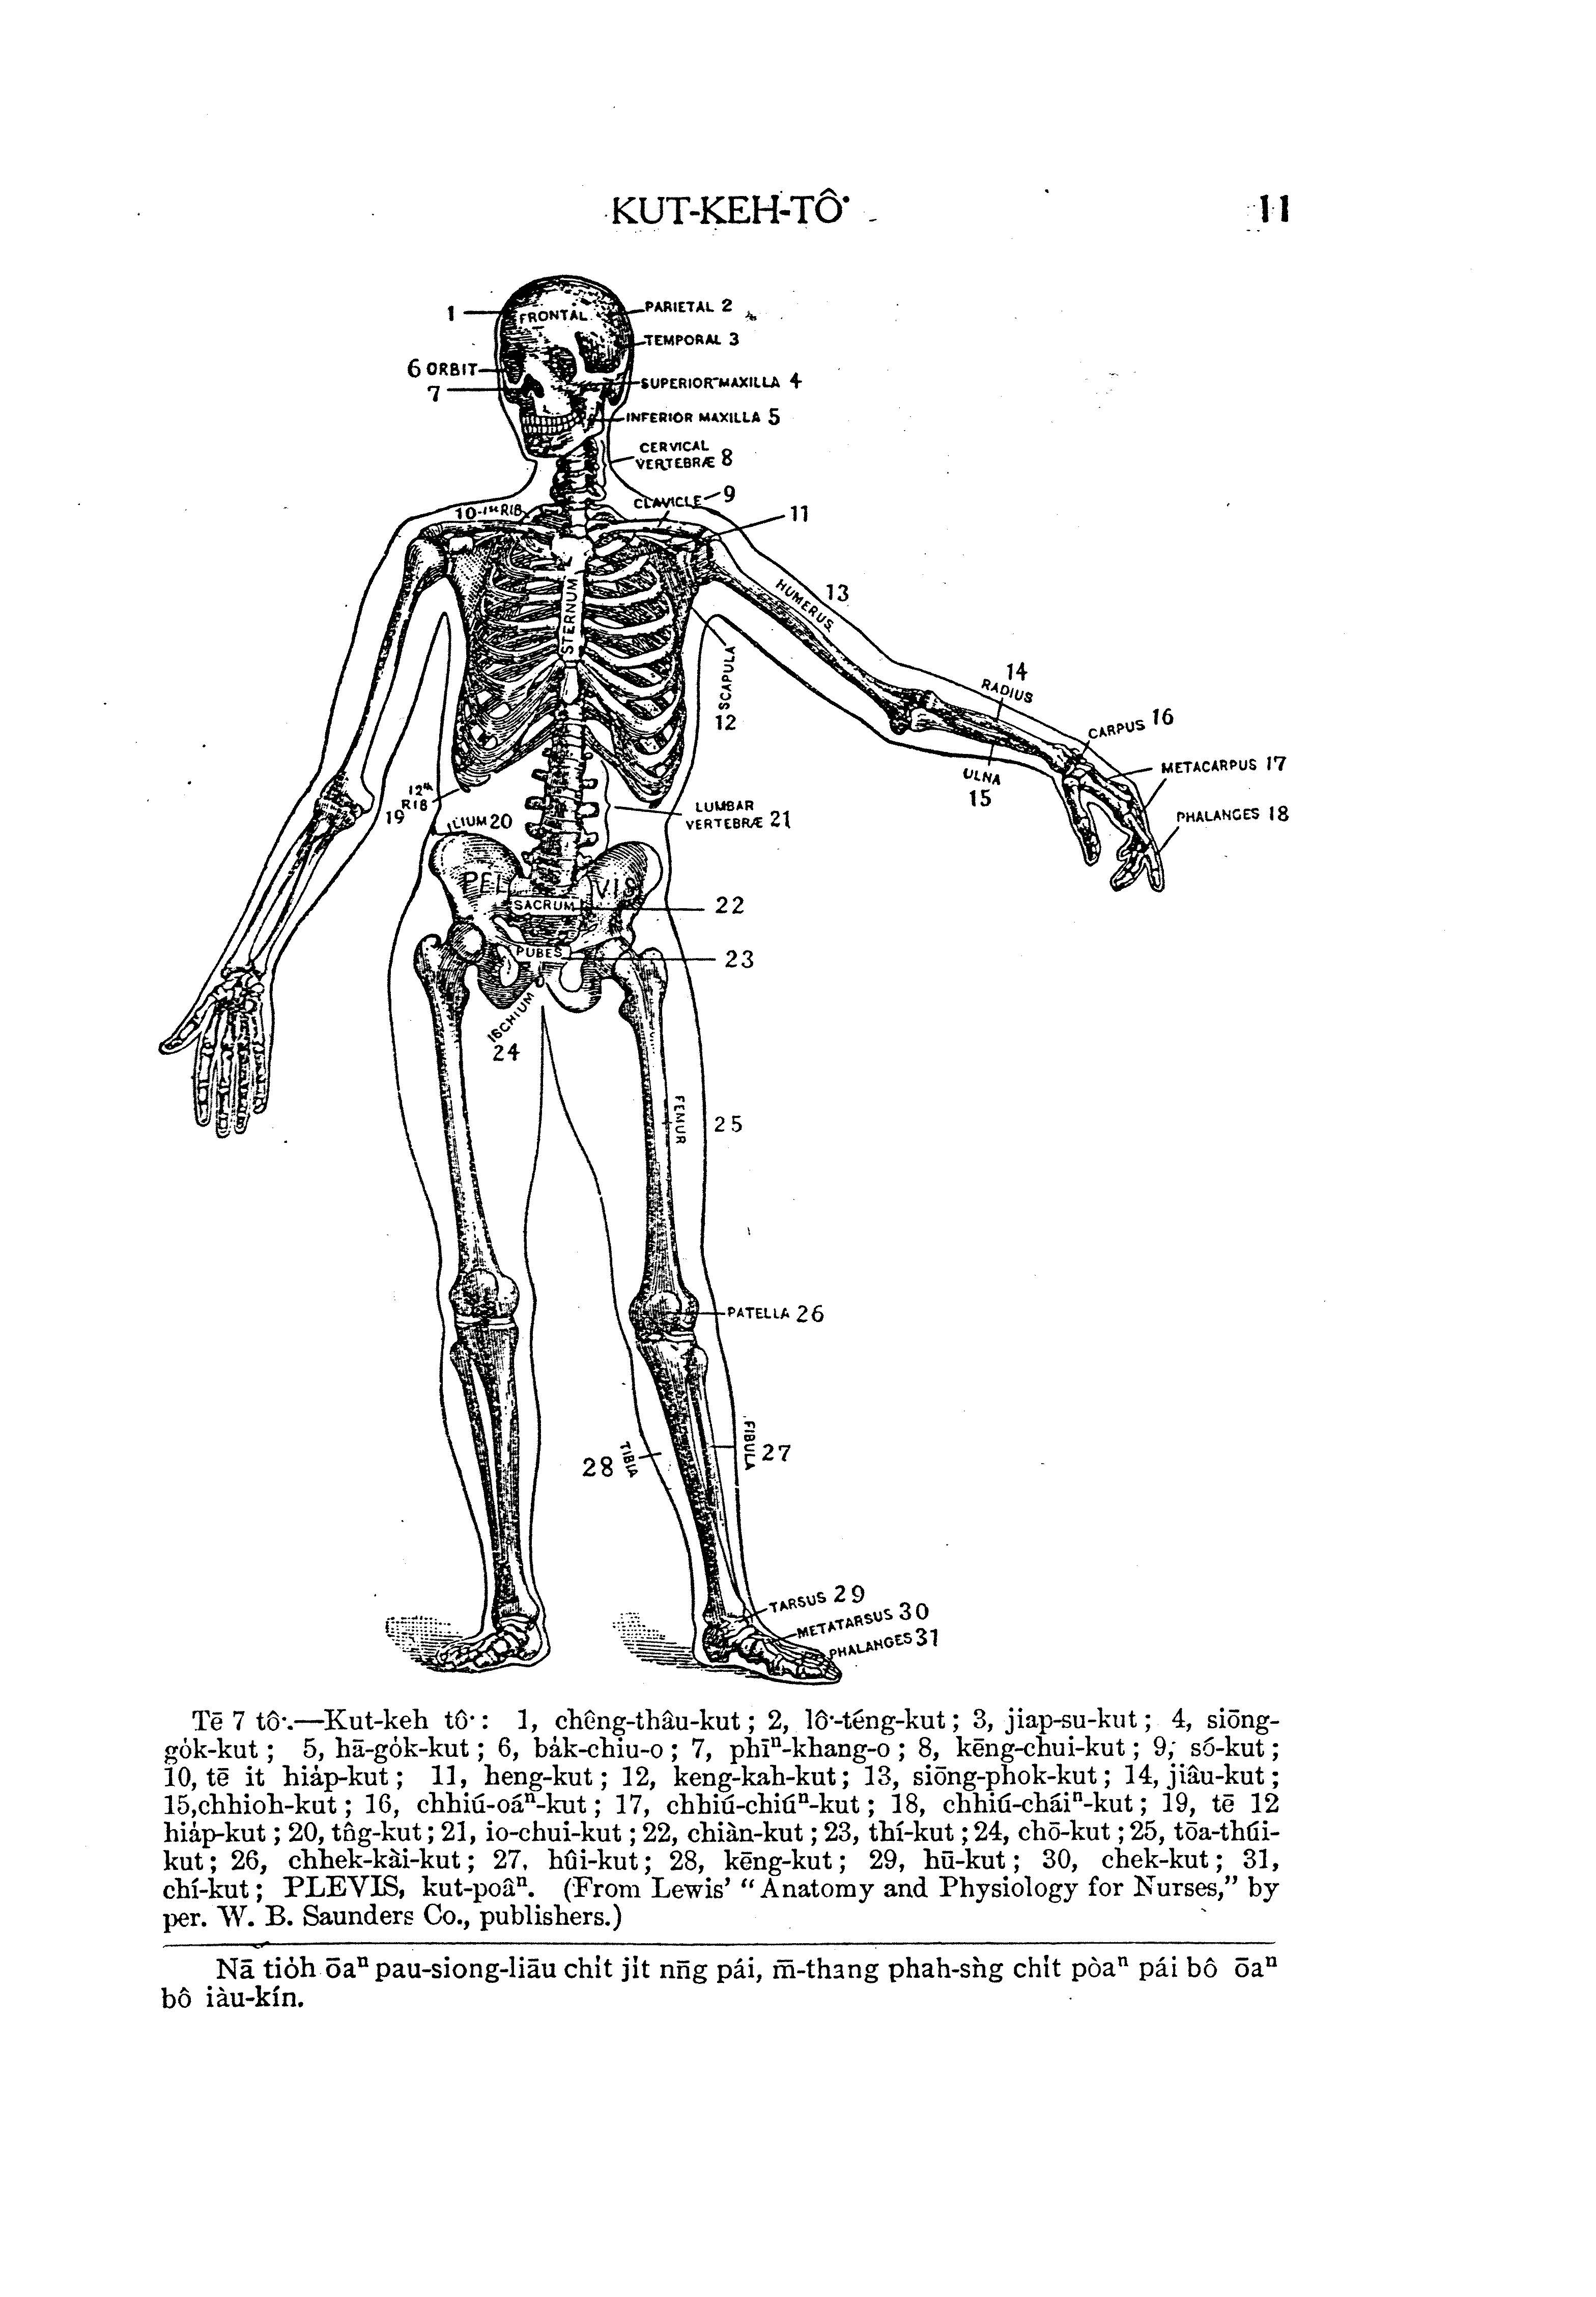 KUT-KEH-TÔ͘
11
1
FRONTAL
PARIETAL 2
TEMPORAL 3
6 ORBIT
7
SUPERIOR MAXILLA 4
INFERIOR MAXILLA 5
CERVICAL
VERTEBRÆ 8
CLAVICLE 9
10-1st RIB
11
STERNUM
HUMERUS
13
SCAPULA
12
14
RADIUS
CARPUS 16
ULNA
15
METACARPUS 17
PHALANGES 18
12th
RIB
19
ILIUM 20
LUMBAR
VERTEBRÆ 21
PELVIS
SACRUM
22
PUBES
23
ISCHIUM
24
FEMUR
25
PATELLA 26
FIBULA
27
28
TIBIA
TARSUS 29
METATARSUS 30
PHALANGES 31
Tē 7 tô͘.—Kut-keh tô͘: 1, chêng-thâu-kut; 2, lô͘-téng-kut; 3, jiap-su-kut; 4, siōng-
go̍k-kut; 5, hā-go̍k-kut; 6, ba̍k-chiu-o; 7, phīⁿ-khang-o; 8, kēng-chui-kut; 9; só-kut;
10, tē it hia̍p-kut; 11, heng-kut; 12, keng-kah-kut; 13, siōng-phok-kut; 14, jiâu-kut;
15, chhioh-kut; 16, chhiú-oáⁿ-kut; 17, chhiú-chiúⁿ-kut; 18, chhiú-cháiⁿ-kut; 19, tē 12
hia̍p-kut; 20, tn̂g-kut; 21, io-chui-kut; 22, chiàn-kut; 23, thí-kut; 24, chō-kut; 25, tōa-thúi-
kut; 26, chhek-kài-kut; 27, hûi-kut; 28, kēng-kut; 29, hū-kut; 30, chek-kut; 31,
chí-kut; PLEVIS, kut-poâⁿ. (From Lewis’ “Anatomy and Physiology for Nurses,” by
per. W. B. Saunders Co., publishers.)
Nā tio̍h ōaⁿ pau-siong-liāu chi̍t ji̍t nn̄g pái, m̄-thang phah-sǹg chi̍t pòaⁿ pái bô ōaⁿ
bô iàu-kín.